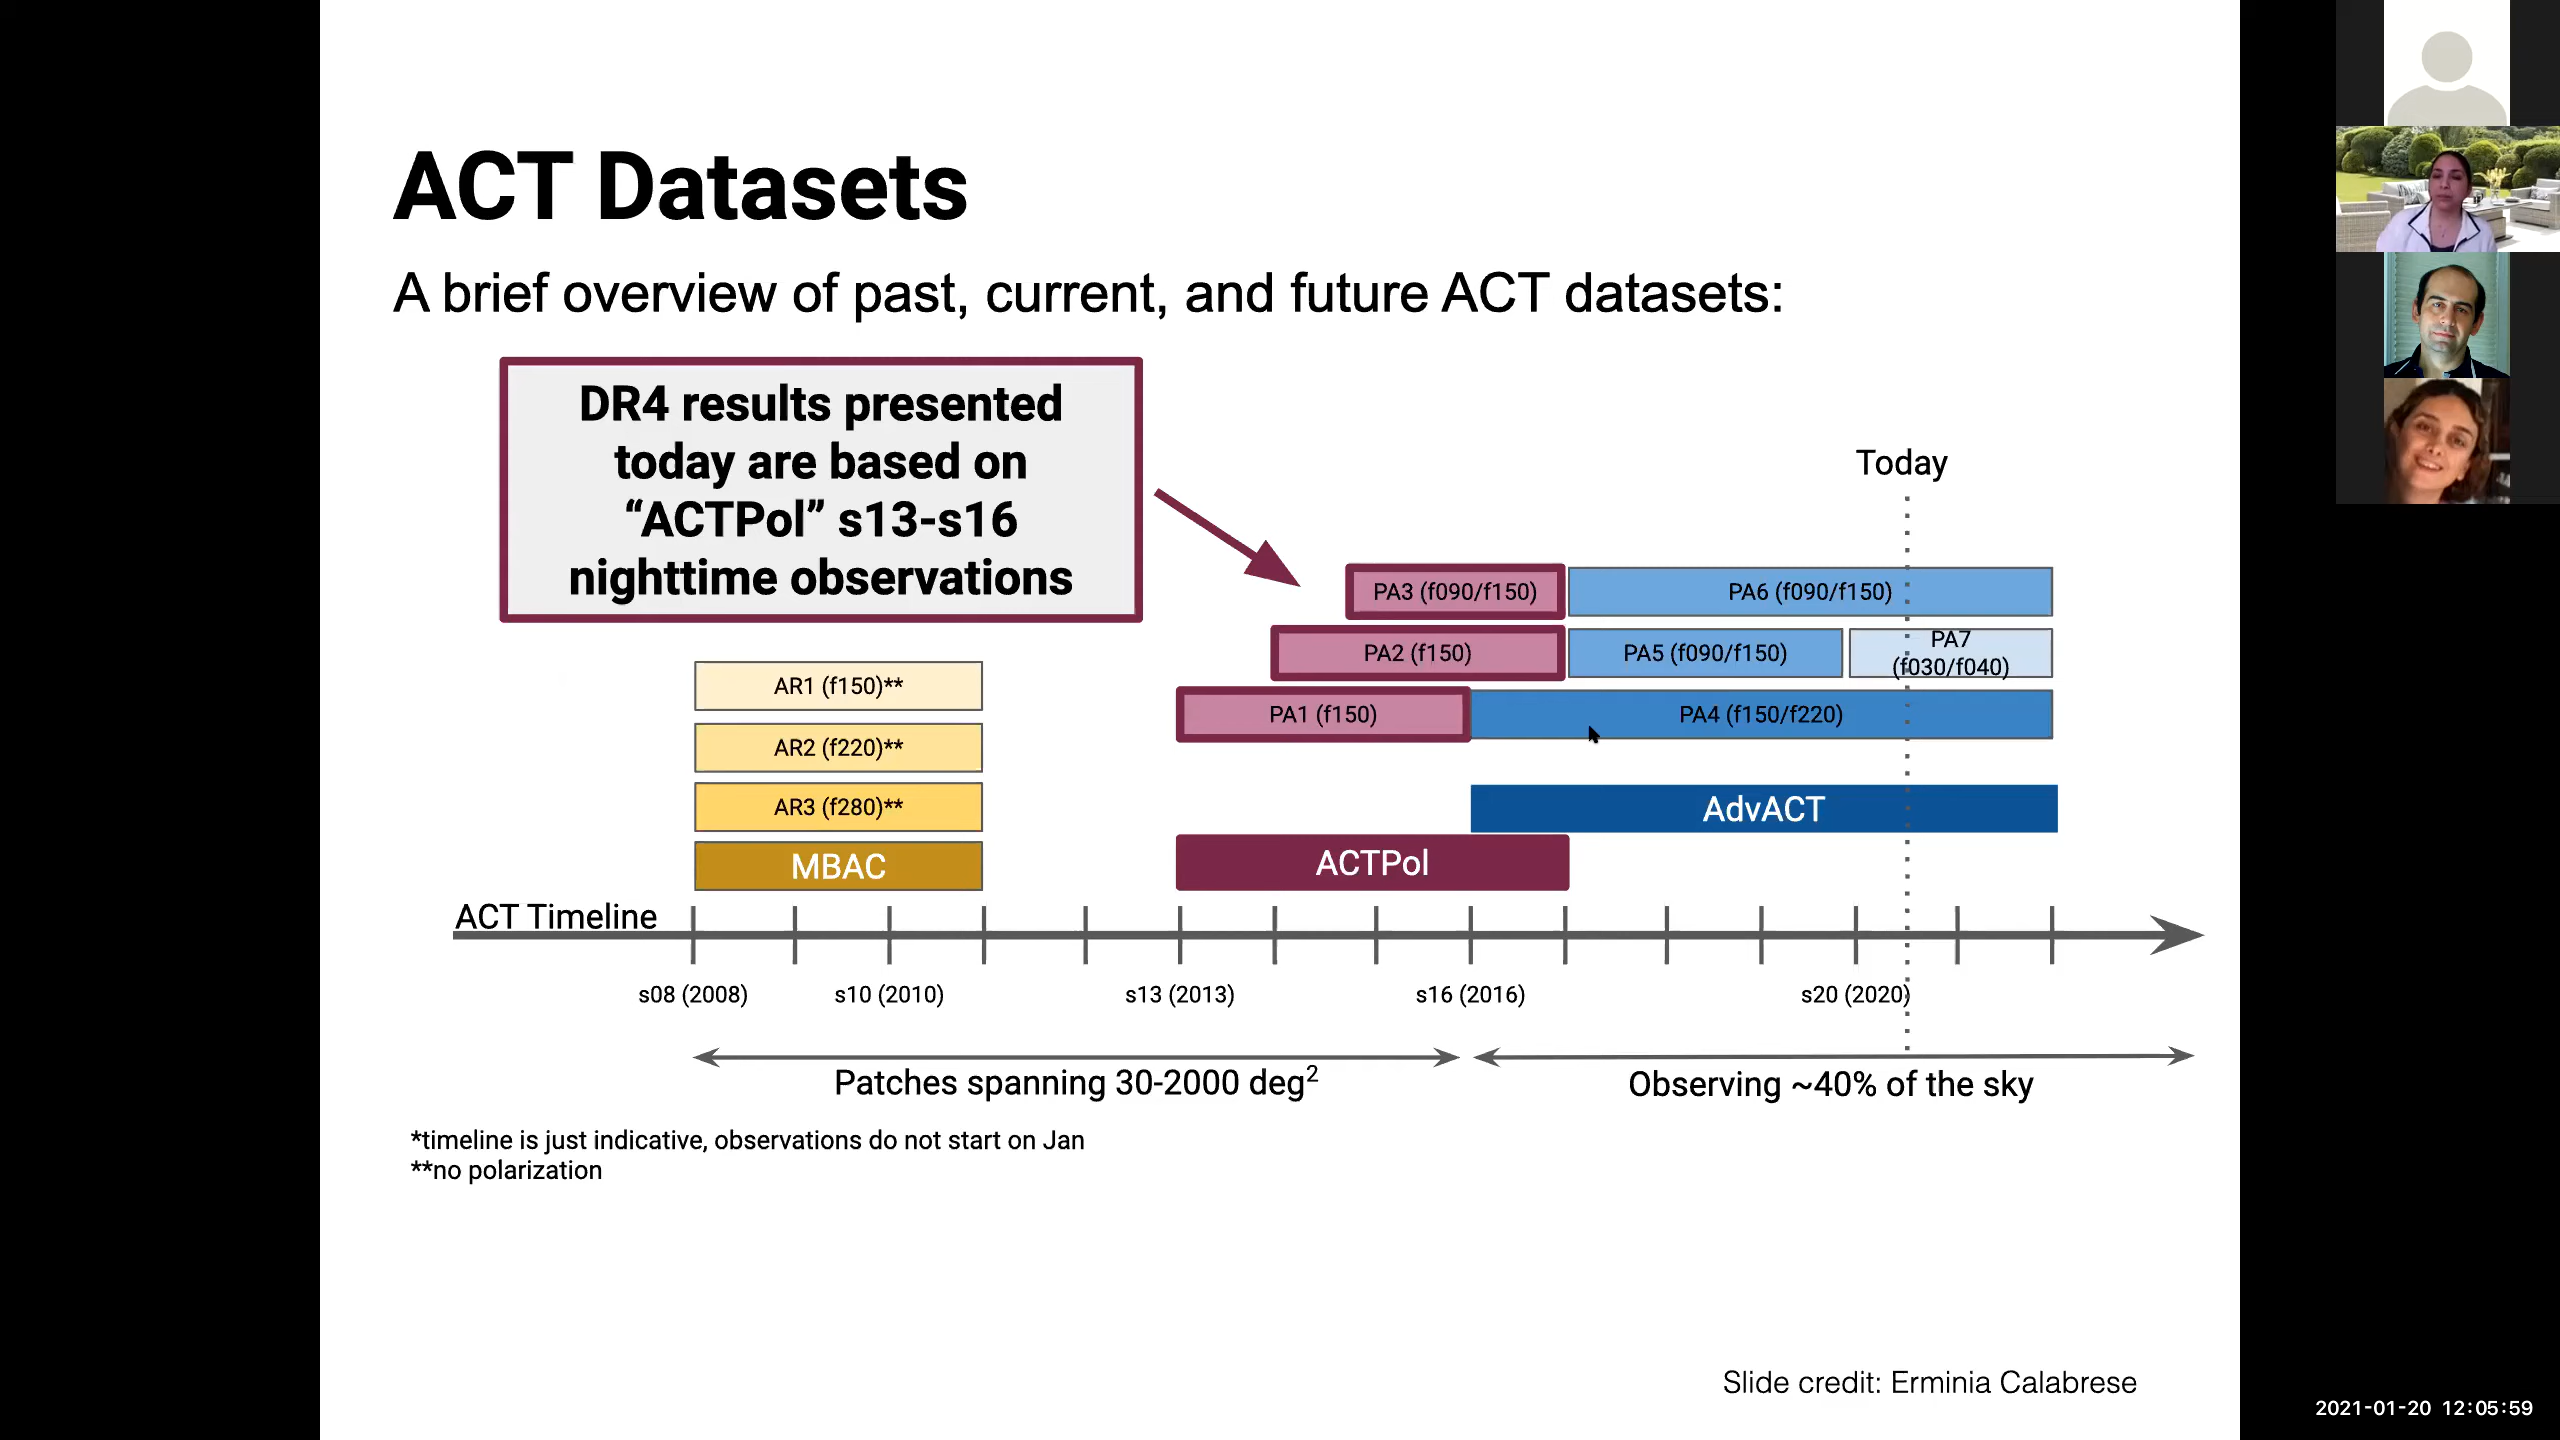 ACT Datasets
A brief overview of past, current, and future ACT datasets:
DR4 results presented
today are based on
“ACTPol” s13-s16
nighttime observations
Today
PA3 (f090/f150)
PA6 (f090/f150)
PA2 (f150)
PA5 (f090/f150)
PA7
(f030/f040)
AR1 (f150)**
PA1 (f150)
PA4 (f150/f220)
AR2 (f220)**
AR3 (f280)**
AdvACT
MBAC
ACTPol
ACT Timeline
s08 (2008)
s10 (2010)
s13 (2013)
s16 (2016)
s20 (2020)
Patches spanning 30-2000 deg²
Observing ~40% of the sky
*timeline is just indicative, observations do not start on Jan
**no polarization
Slide credit: Erminia Calabrese
2021-01-20 12:05:59